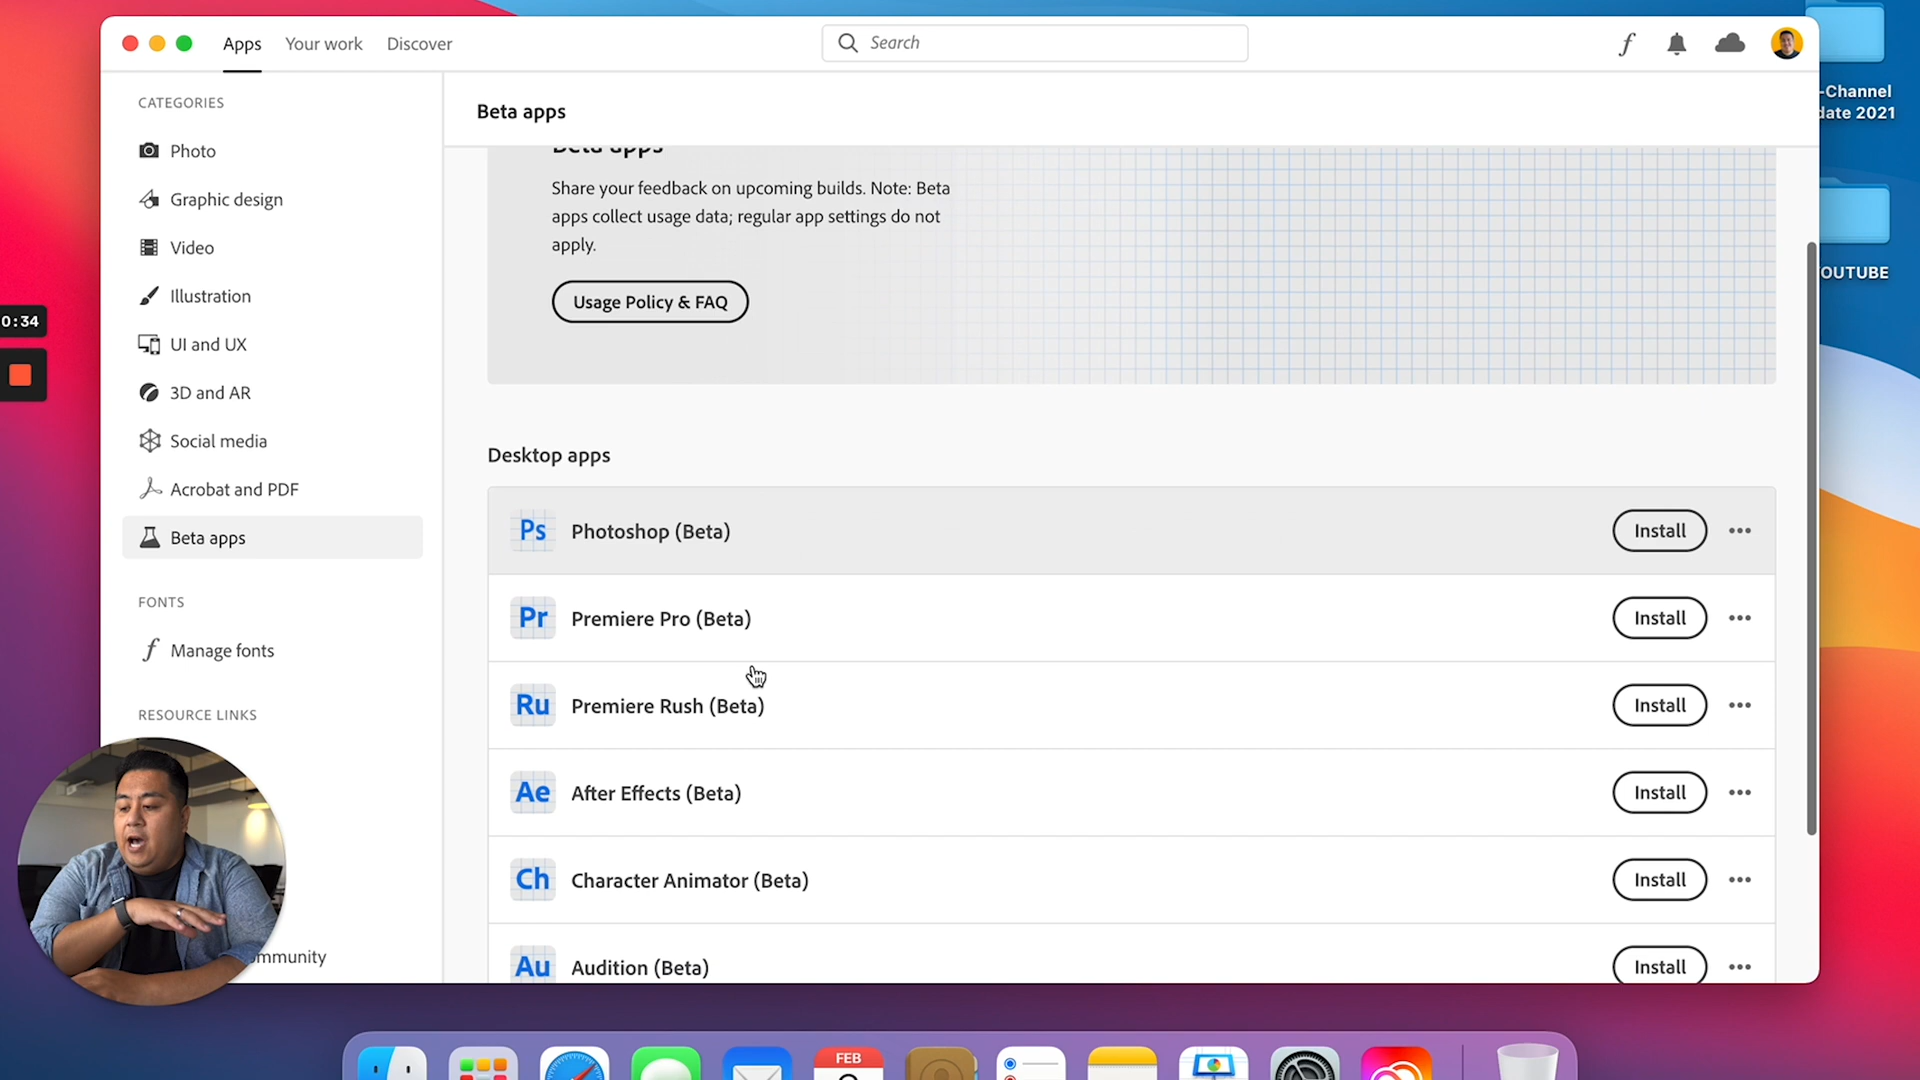 Apps Your work Discover
Search
-Channel
date 2021
OUTUBE
0:34
CATEGORIES
Photo
Graphic design
Video
Illustration
UI and UX
3D and AR
Social media
Acrobat and PDF
Beta apps
FONTS
Manage fonts
RESOURCE LINKS
mmunity
Beta apps
Beta apps
Share your feedback on upcoming builds. Note: Beta
apps collect usage data; regular app settings do not
apply.
Usage Policy & FAQ
Desktop apps
Ps Photoshop (Beta) Install
Pr Premiere Pro (Beta) Install
Ru Premiere Rush (Beta) Install
Ae After Effects (Beta) Install
Ch Character Animator (Beta) Install
Au Audition (Beta) Install
FEB